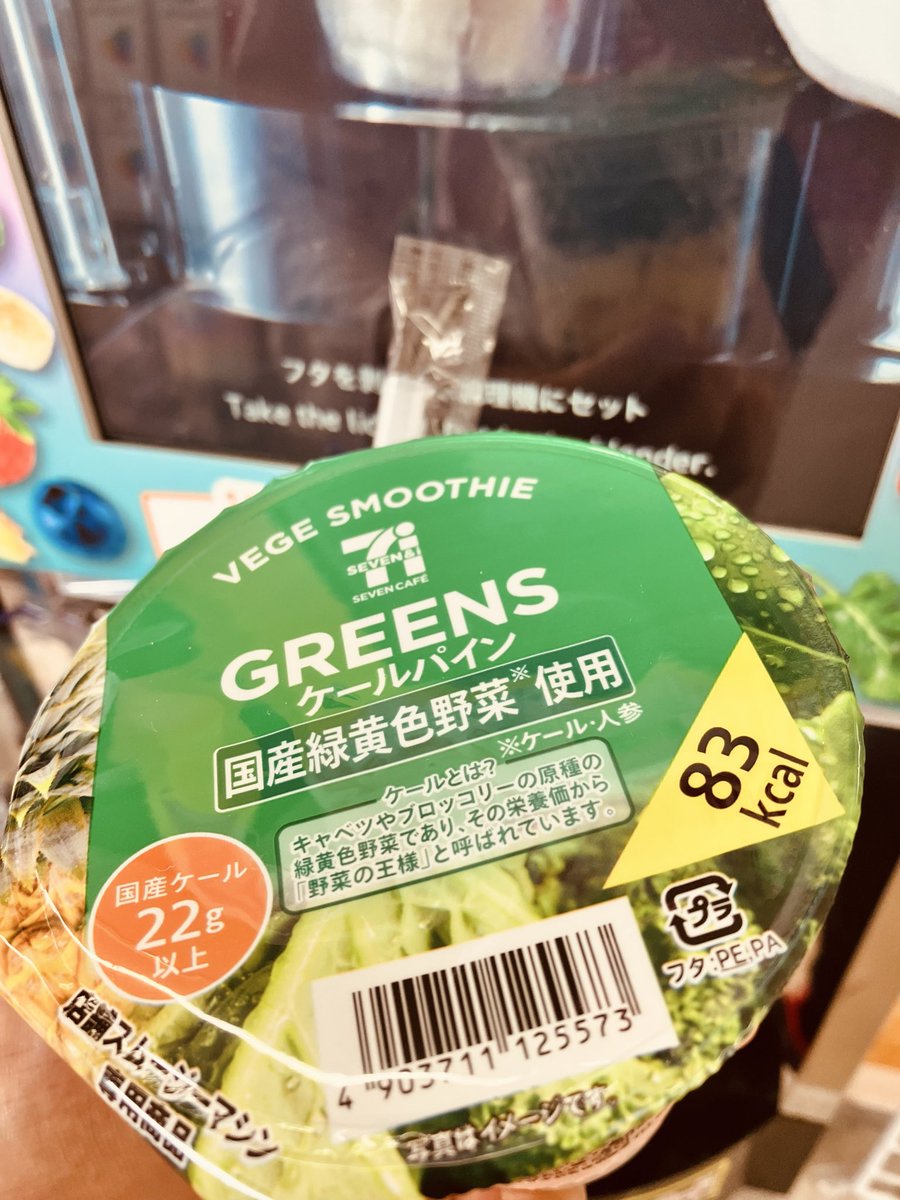 フタを
調理機にセット
Take the lid
blender.
VEGE SMOOTHIE
SEVEN&i
SEVEN CAFÉ
GREENS
ケールパイン
国産緑黄色野菜※使用
※ケール・人参
ケールとは?
キャベツやブロッコリーの原種の
緑黄色野菜であり、その栄養価から
「野菜の王様」と呼ばれています。
83
kcal
国産ケール
22g
以上
プラ
フタ:PE,PA
4 903711 125573
店舗スムージーマシン
専用商品
写真はイメージです。